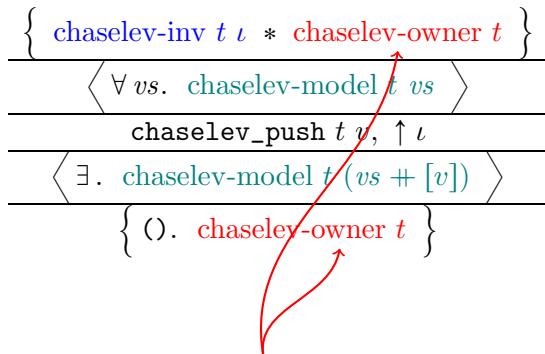 { chaselev-inv t ι ∗ chaselev-owner t }
⟨ ∀ vs. chaselev-model t vs ⟩
chaselev_push t v, ↑ ι
⟨ ∃ . chaselev-model t (vs ⧺ [v]) ⟩
{ (). chaselev-owner t }